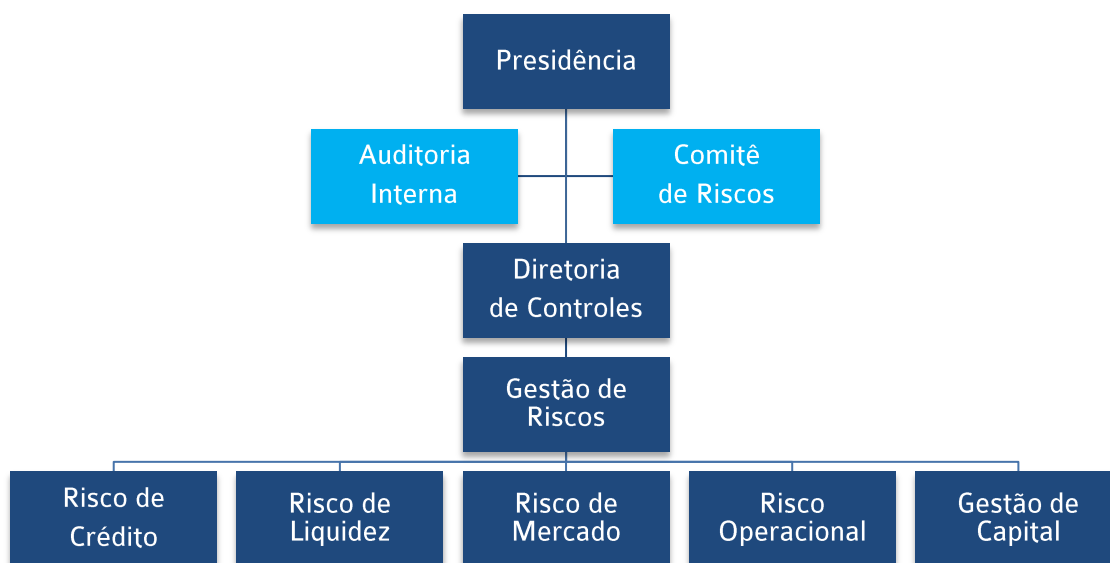 Presidência
Auditoria
Interna
Comitê
de Riscos
Diretoria
de Controles
Gestão de
Riscos
Risco de
Crédito
Risco de
Liquidez
Risco de
Mercado
Risco
Operacional
Gestão de
Capital